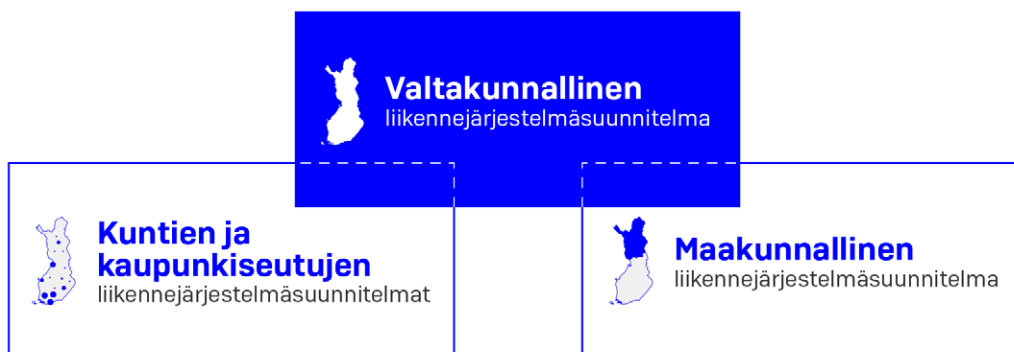 Valtakunnallinen
liikennejärjestelmäsuunnitelma
Kuntien ja
kaupunkiseutujen
liikennejärjestelmäsuunnitelmat
Maakunnallinen
liikennejärjestelmäsuunnitelma